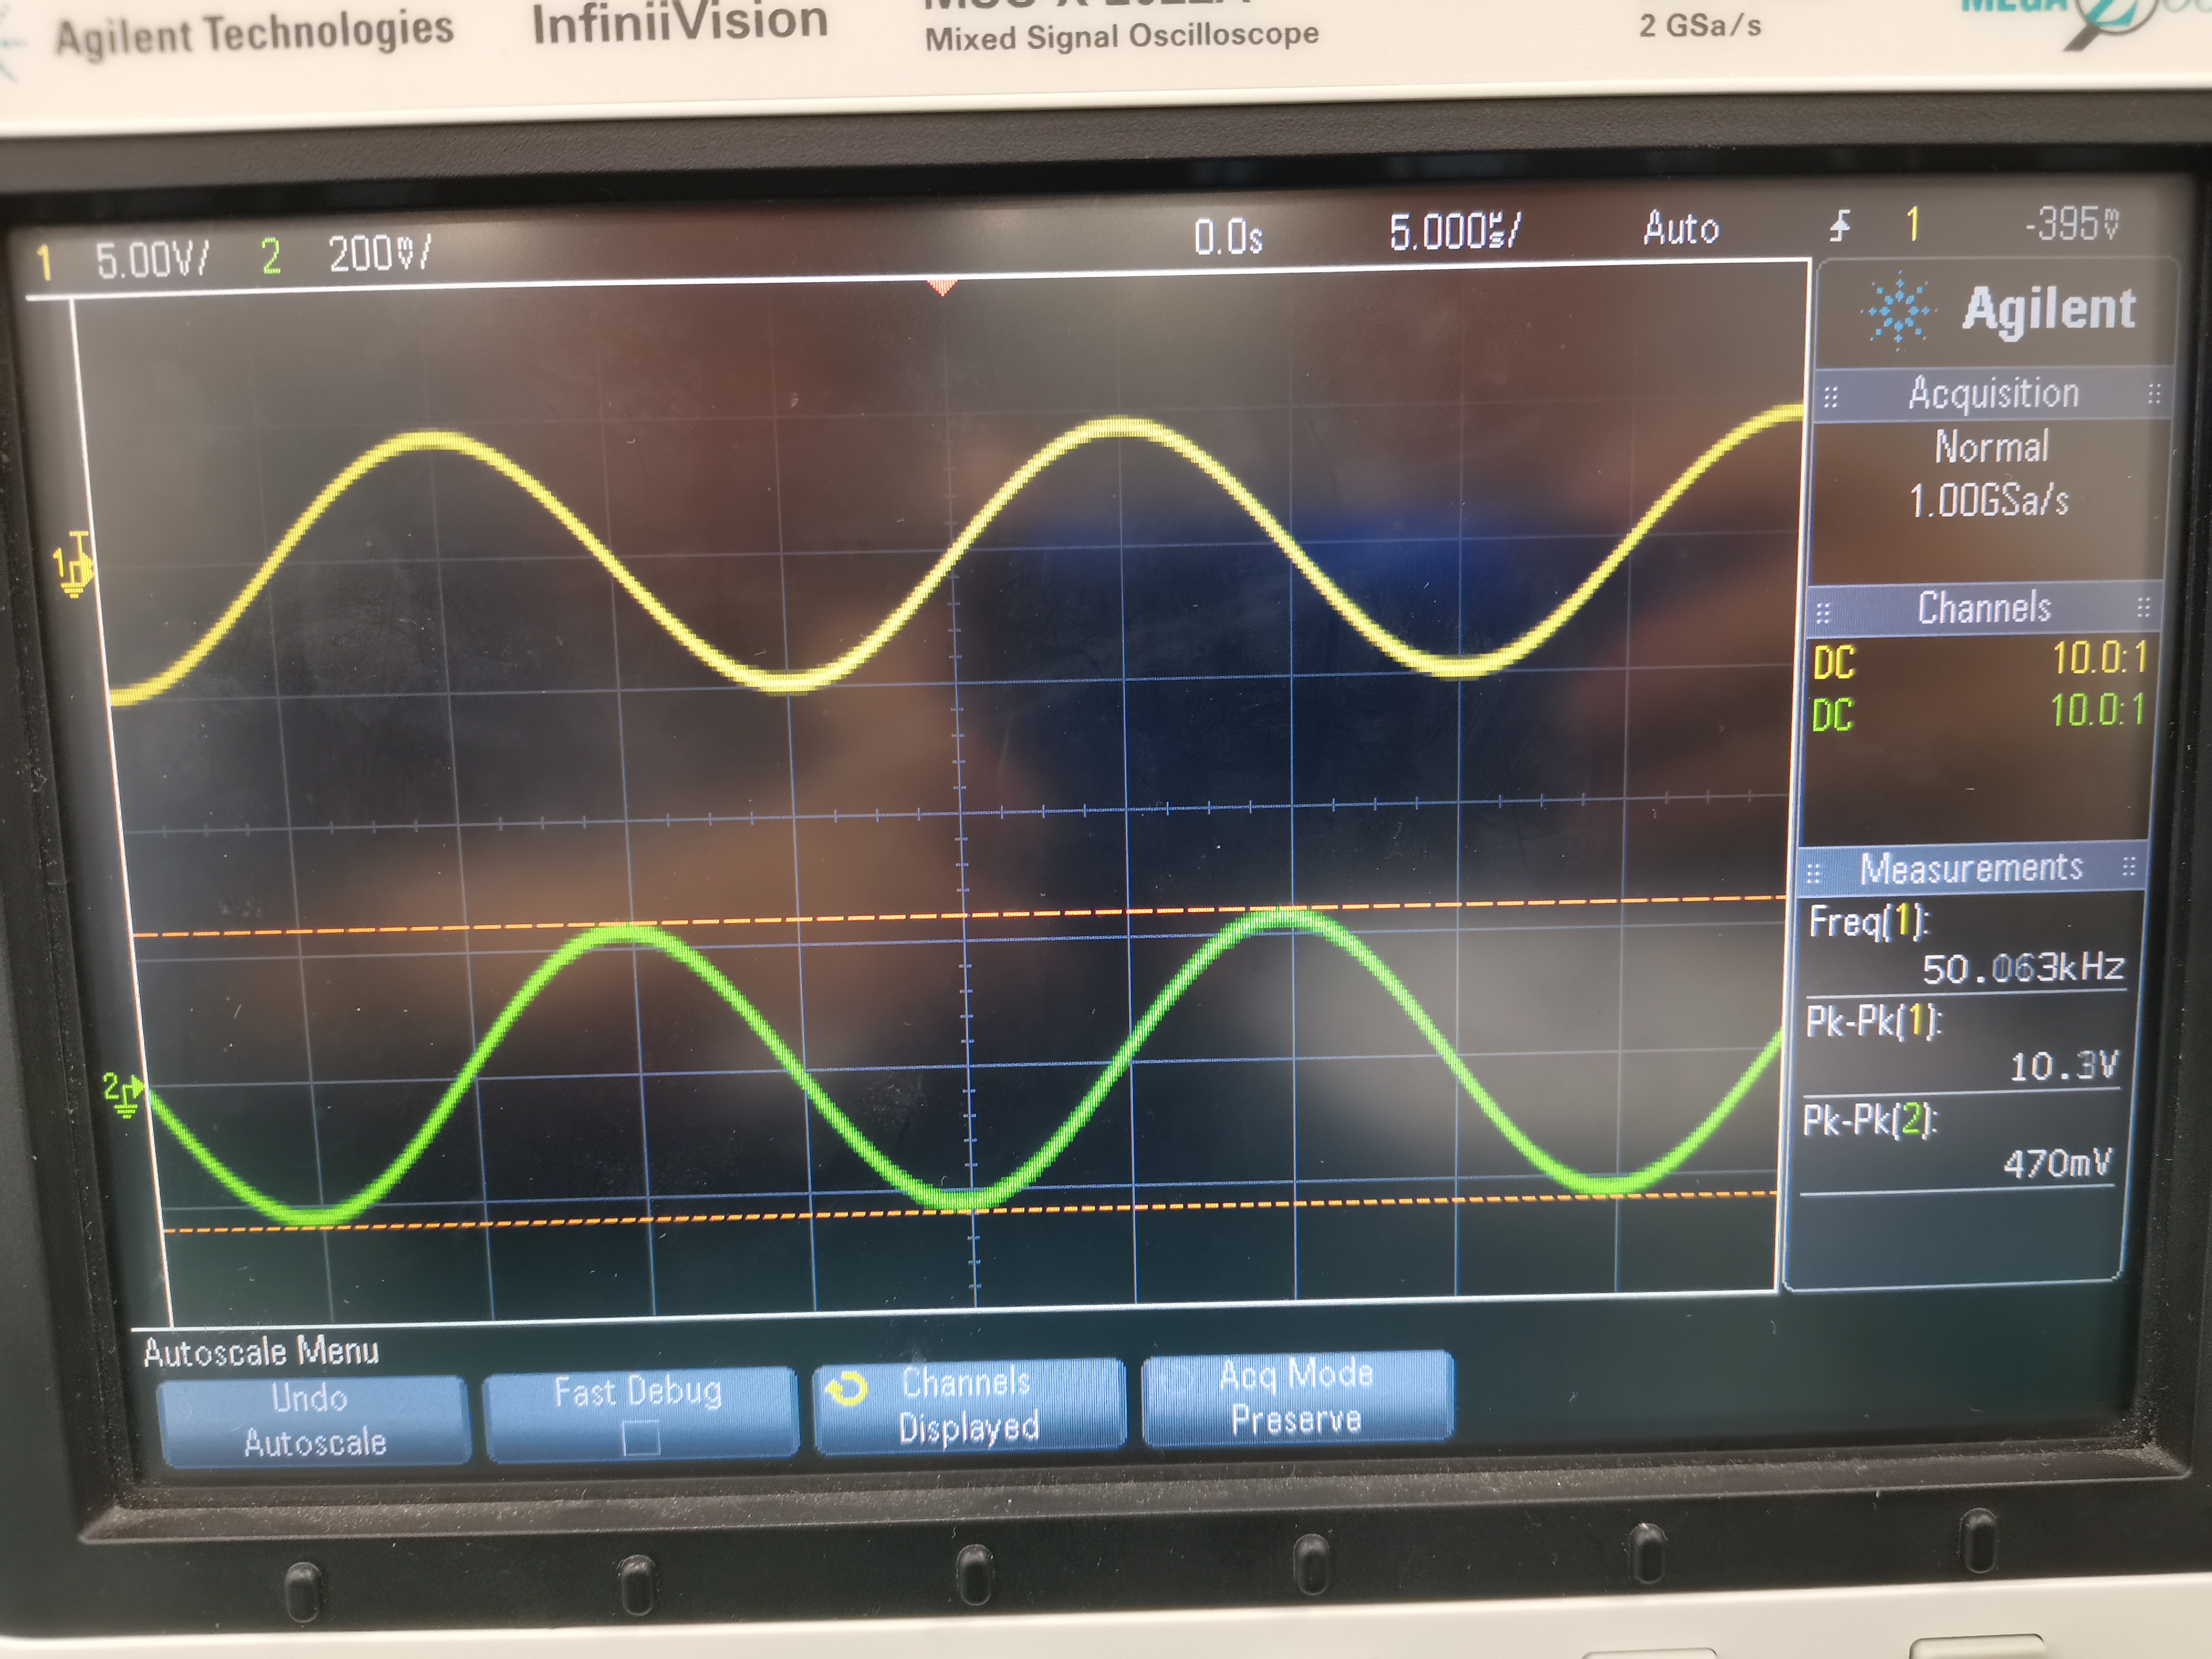 Agilent Technologies InfiniiVision
Mixed Signal Oscilloscope
2 GSa/s
MEGA
1 5.00V/ 2 200mV/ 0.0s 5.000µs/ Auto 1 -395mV
Agilent
Acquisition
Normal
1.00GSa/s
Channels
DC 10.0:1
DC 10.0:1
Measurements
Freq(1):
50.063kHz
Pk-Pk(1):
10.3V
Pk-Pk(2):
470mV
T
1
2
Autoscale Menu
Undo
Autoscale
Fast Debug
Channels
Displayed
Acq Mode
Preserve